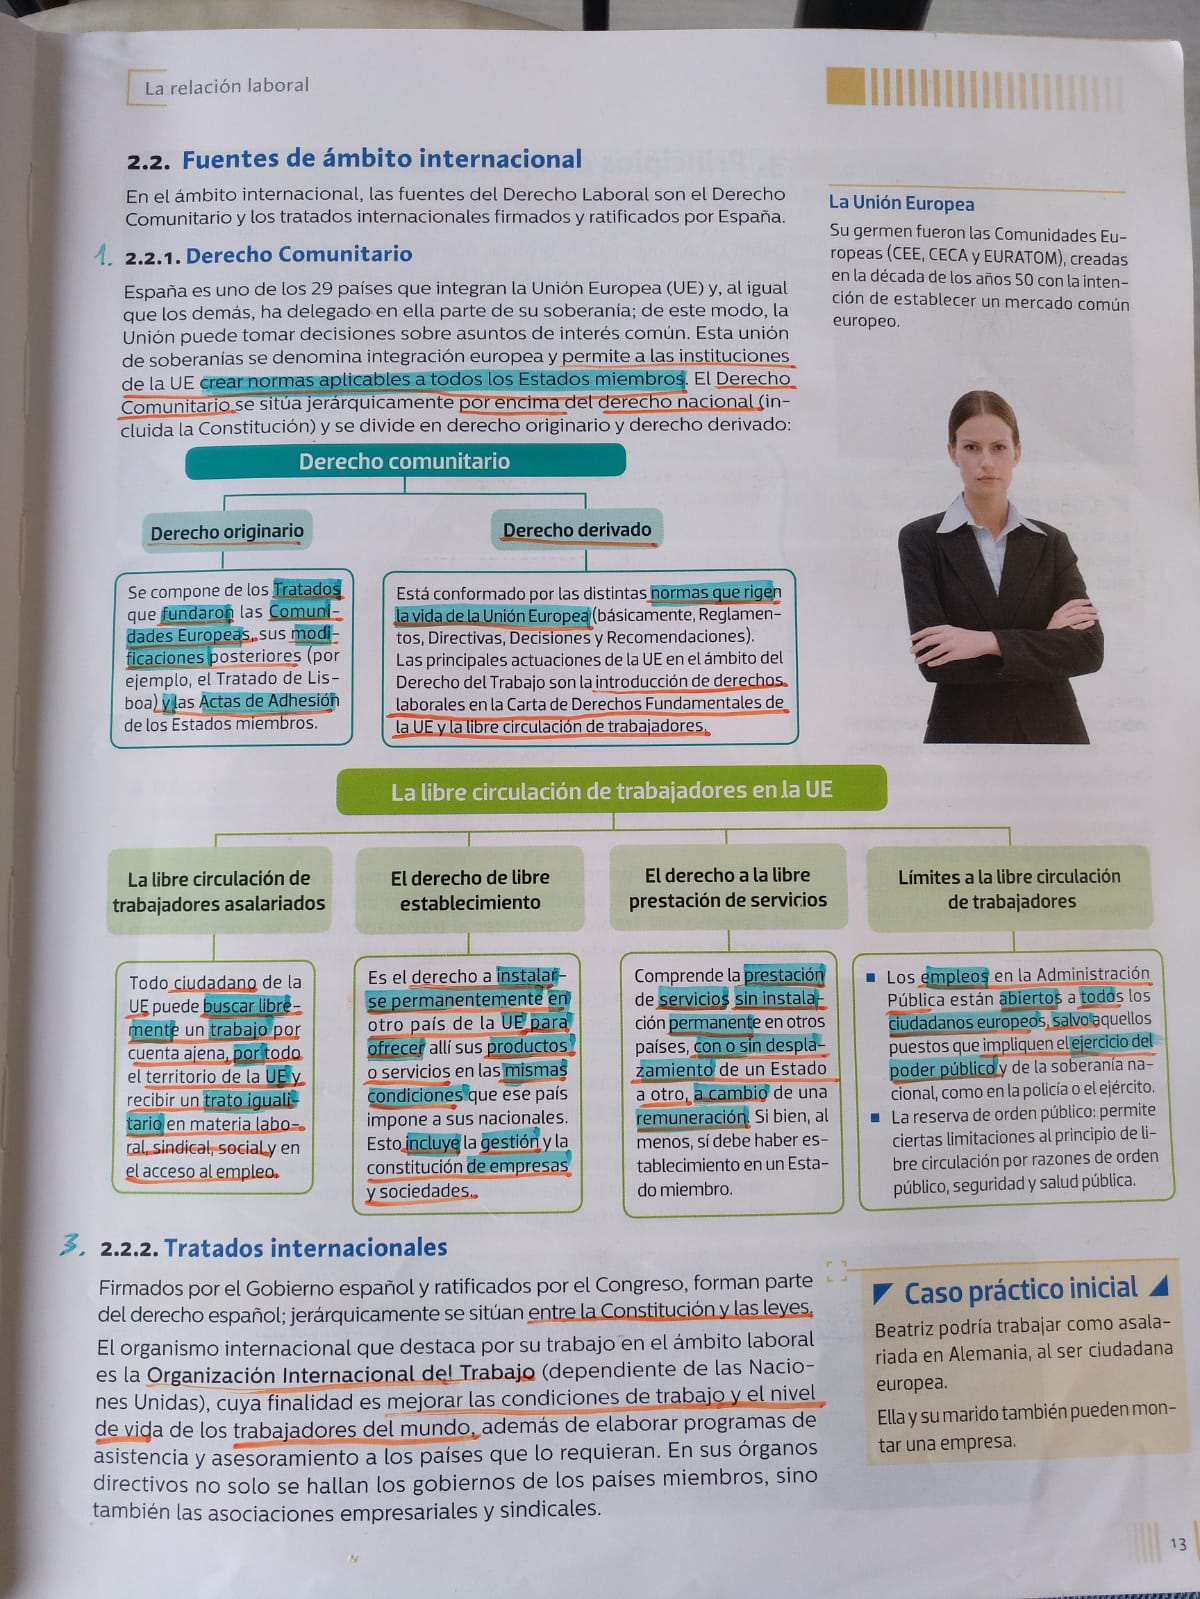 La relación laboral
2.2. Fuentes de ámbito internacional
En el ámbito internacional, las fuentes del Derecho Laboral son el Derecho
Comunitario y los tratados internacionales firmados y ratificados por España.
1. 2.2.1. Derecho Comunitario
España es uno de los 29 países que integran la Unión Europea (UE) y, al igual
que los demás, ha delegado en ella parte de su soberanía; de este modo, la
Unión puede tomar decisiones sobre asuntos de interés común. Esta unión
de soberanías se denomina integración europea y permite a las instituciones
de la UE crear normas aplicables a todos los Estados miembros. El Derecho
Comunitario se sitúa jerárquicamente por encima del derecho nacional (in-
cluida la Constitución) y se divide en derecho originario y derecho derivado:
La Unión Europea
Su germen fueron las Comunidades Eu-
ropeas (CEE, CECA y EURATOM), creadas
en la década de los años 50 con la inten-
ción de establecer un mercado común
europeo.
Derecho comunitario
Derecho originario
Se compone de los Tratados
que fundaron las Comuni-
dades Europeas, sus modi-
ficaciones posteriores (por
ejemplo, el Tratado de Lis-
boa) y las Actas de Adhesión
de los Estados miembros.
Derecho derivado
Está conformado por las distintas normas que rigen
la vida de la Unión Europea (básicamente, Reglamen-
tos, Directivas, Decisiones y Recomendaciones).
Las principales actuaciones de la UE en el ámbito del
Derecho del Trabajo son la introducción de derechos
laborales en la Carta de Derechos Fundamentales de
la UE y la libre circulación de trabajadores.
La libre circulación de trabajadores en la UE
La libre circulación de
trabajadores asalariados
Todo ciudadano de la
UE puede buscar libre-
mente un trabajo por
cuenta ajena, por todo
el territorio de la UE y
recibir un trato iguali-
tario en materia labo-
ral, sindical, social y en
el acceso al empleo.
El derecho de libre
establecimiento
Es el derecho a instalar-
se permanentemente en
otro país de la UE para
ofrecer allí sus productos
o servicios en las mismas
condiciones que ese país
impone a sus nacionales.
Esto incluye la gestión y la
constitución de empresas
y sociedades.
El derecho a la libre
prestación de servicios
Comprende la prestación
de servicios sin instala-
ción permanente en otros
países, con o sin despla-
zamiento de un Estado
a otro, a cambio de una
remuneración. Si bien, al
menos, sí debe haber es-
tablecimiento en un Esta-
do miembro.
Límites a la libre circulación
de trabajadores
■ Los empleos en la Administración
Pública están abiertos a todos los
ciudadanos europeos, salvo aquellos
puestos que impliquen el ejercicio del
poder público y de la soberanía na-
cional, como en la policía o el ejército.
■ La reserva de orden público: permite
ciertas limitaciones al principio de li-
bre circulación por razones de orden
público, seguridad y salud pública.
3. 2.2.2. Tratados internacionales
Firmados por el Gobierno español y ratificados por el Congreso, forman parte
del derecho español; jerárquicamente se sitúan entre la Constitución y las leyes.
El organismo internacional que destaca por su trabajo en el ámbito laboral
es la Organización Internacional del Trabajo (dependiente de las Nacio-
nes Unidas), cuya finalidad es mejorar las condiciones de trabajo y el nivel
de vida de los trabajadores del mundo, además de elaborar programas de
asistencia y asesoramiento a los países que lo requieran. En sus órganos
directivos no solo se hallan los gobiernos de los países miembros, sino
también las asociaciones empresariales y sindicales.
Caso práctico inicial
Beatriz podría trabajar como asala-
riada en Alemania, al ser ciudadana
europea.
Ella y su marido también pueden mon-
tar una empresa.
13